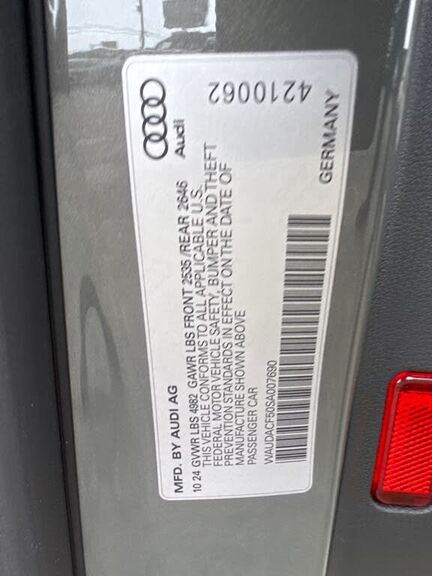 Audi
4210062
MFD. BY AUDI AG
10 24 GVWR LBS 4982 GAWR LBS FRONT 2535/REAR 2646
THIS VEHICLE CONFORMS TO ALL APPLICABLE U.S.
FEDERAL MOTOR VEHICLE SAFETY, BUMPER AND THEFT
PREVENTION STANDARDS IN EFFECT ON THE DATE OF
MANUFACTURE SHOWN ABOVE
PASSENGER CAR
WAUDACF50SA007690
GERMANY